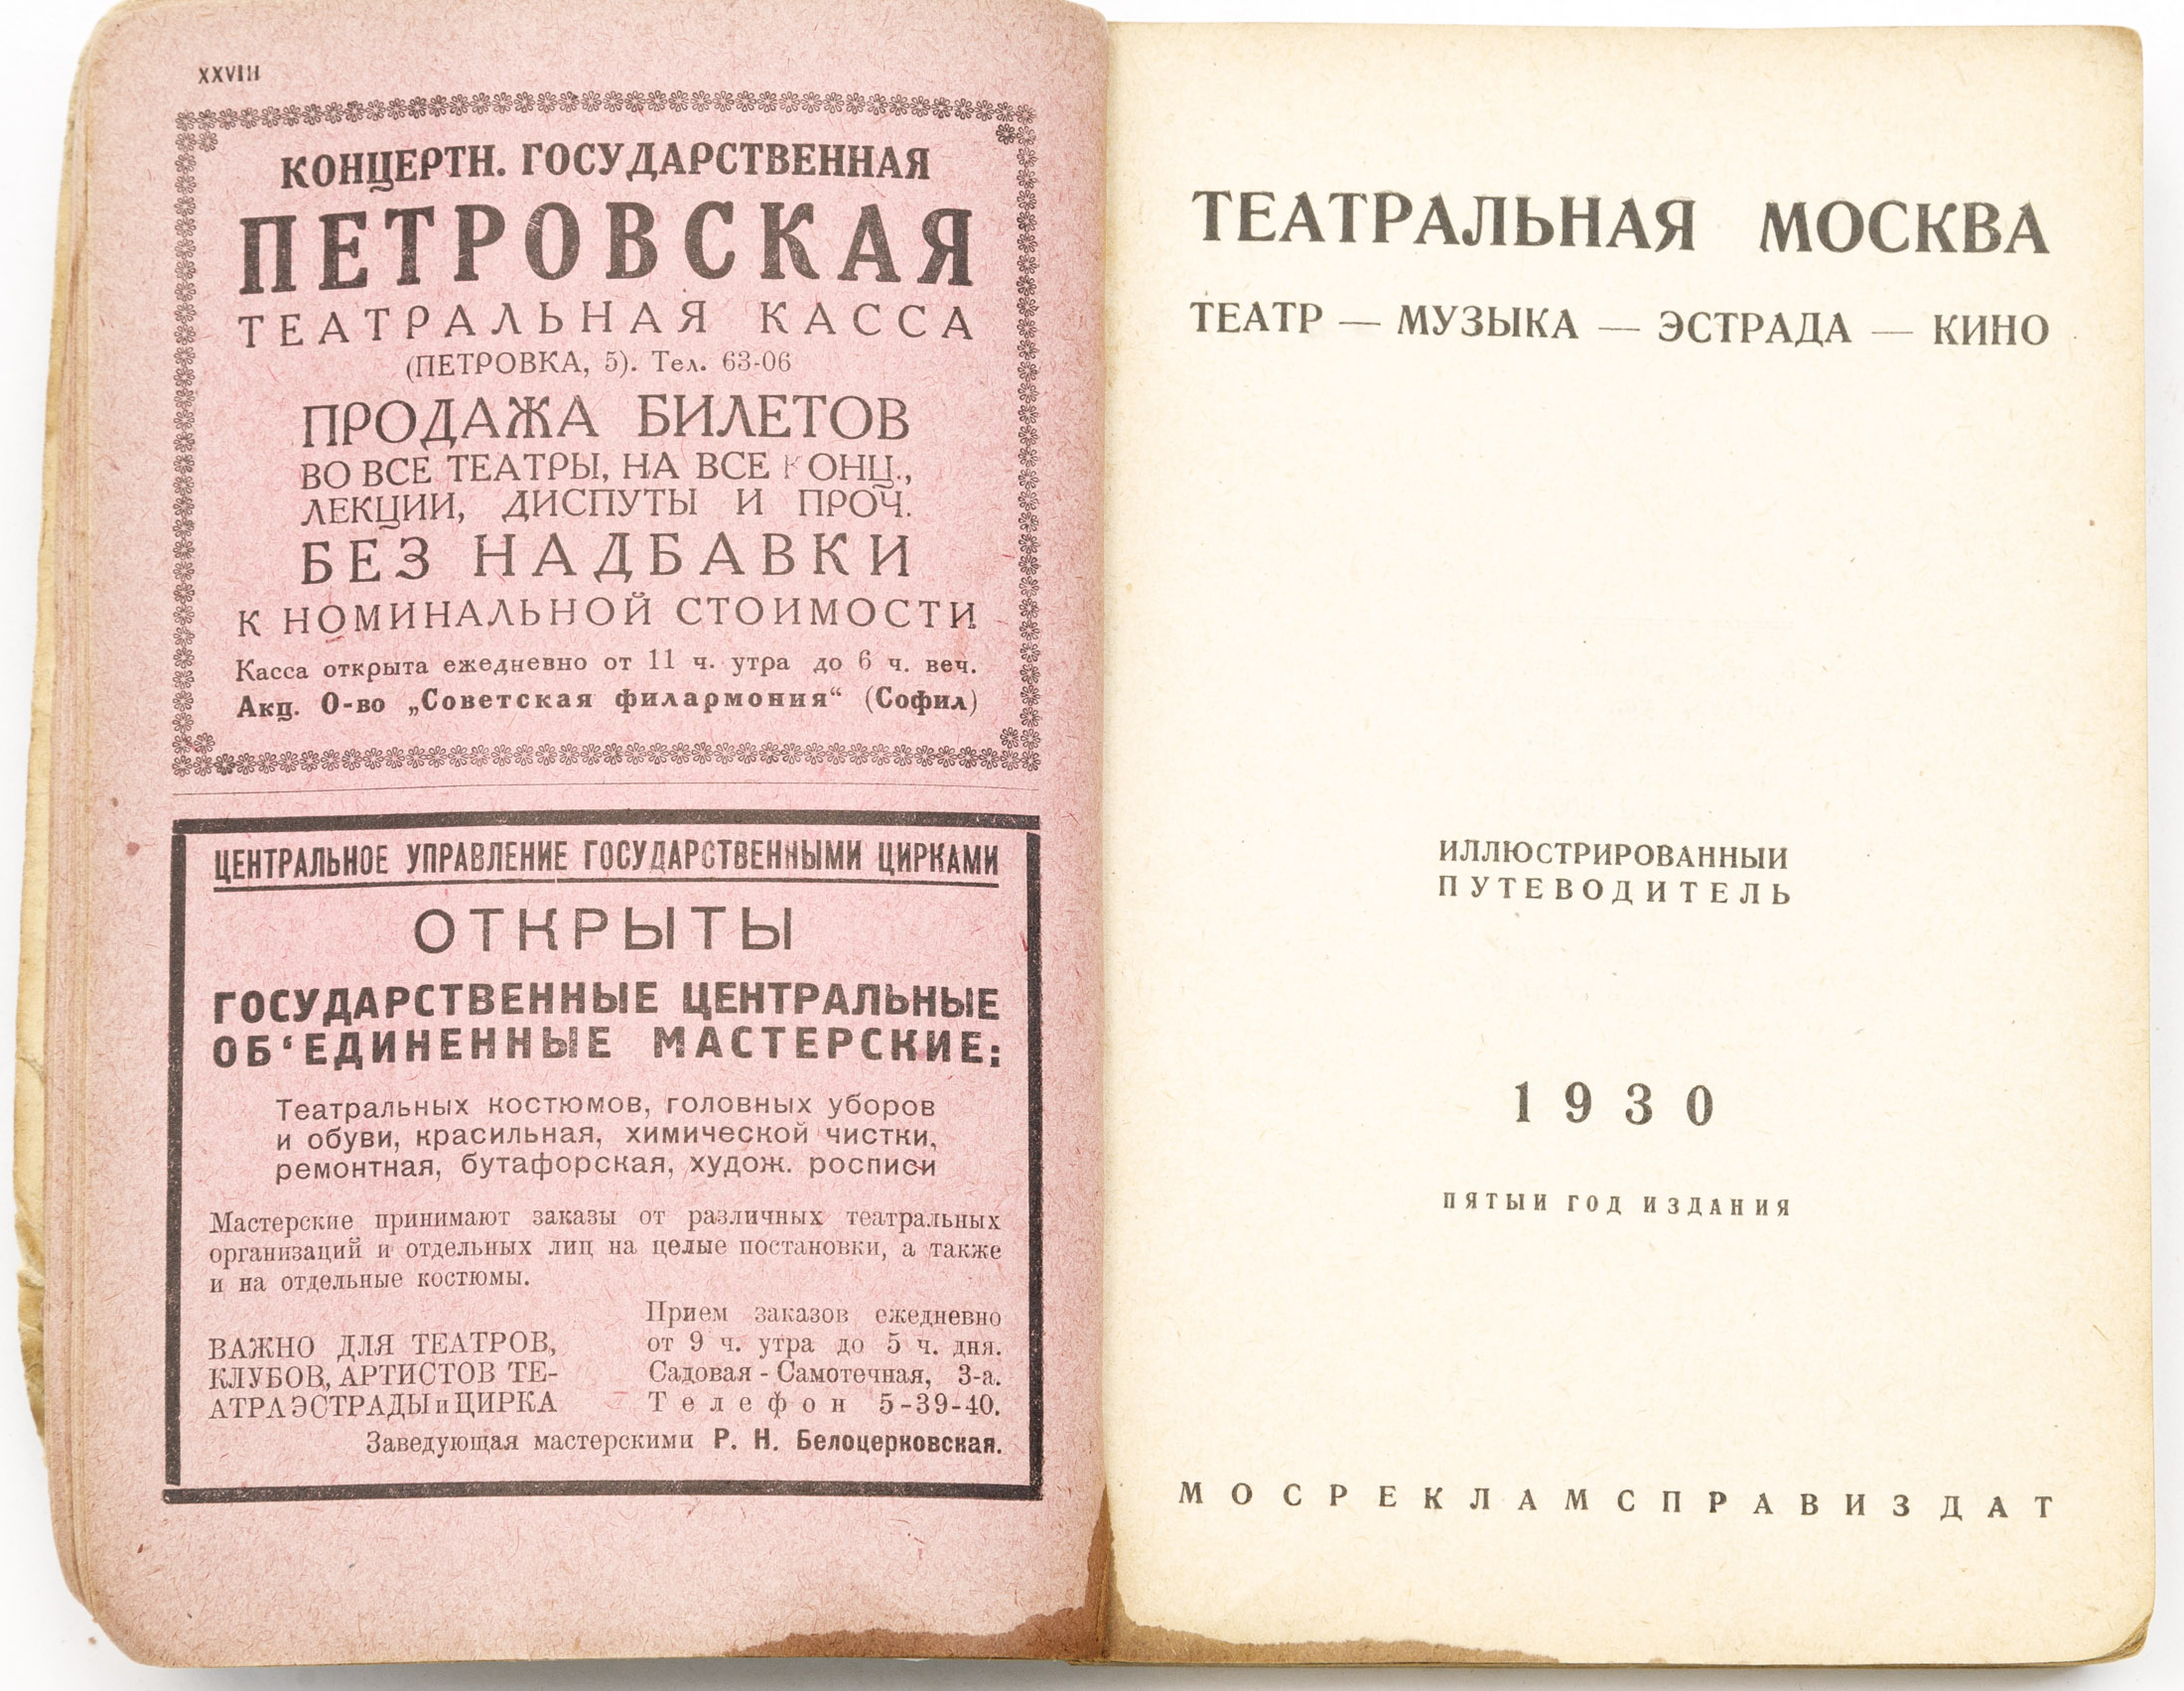 XXVIII
КОНЦЕРТН. ГОСУДАРСТВЕННАЯ
ПЕТРОВСКАЯ
ТЕАТРАЛЬНАЯ КАССА
(ПЕТРОВКА, 5). Тел. 63-06
ПРОДАЖА БИЛЕТОВ
ВО ВСЕ ТЕАТРЫ, НА ВСЕ КОНЦ.,
ЛЕКЦИИ, ДИСПУТЫ И ПРОЧ.
БЕЗ НАДБАВКИ
К НОМИНАЛЬНОЙ СТОИМОСТИ
Касса открыта ежедневно от 11 ч. утра до 6 ч. веч.
Акц. О-во „Советская филармония“ (Софил)
ЦЕНТРАЛЬНОЕ УПРАВЛЕНИЕ ГОСУДАРСТВЕННЫМИ ЦИРКАМИ
ОТКРЫТЫ
ГОСУДАРСТВЕННЫЕ ЦЕНТРАЛЬНЫЕ
ОБ‘ЕДИНЕННЫЕ МАСТЕРСКИЕ:
Театральных костюмов, головных уборов
и обуви, красильная, химической чистки,
ремонтная, бутафорская, худож. росписи
Мастерские принимают заказы от различных театральных
организаций и отдельных лиц на целые постановки, а также
и на отдельные костюмы.
ВАЖНО ДЛЯ ТЕАТРОВ,
КЛУБОВ, АРТИСТОВ ТЕ-
АТРА ЭСТРАДЫ и ЦИРКА
Прием заказов ежедневно
от 9 ч. утра до 5 ч. дня.
Садовая - Самотечная, 3-а.
Телефон 5-39-40.
Заведующая мастерскими Р. Н. Белоцерковская.
ТЕАТРАЛЬНАЯ МОСКВА
ТЕАТР — МУЗЫКА — ЭСТРАДА — КИНО
ИЛЛЮСТРИРОВАННЫИ
ПУТЕВОДИТЕЛЬ
1930
ПЯТЫИ ГОД ИЗДАНИЯ
МОСРЕКЛАМСПРАВИЗДАТ